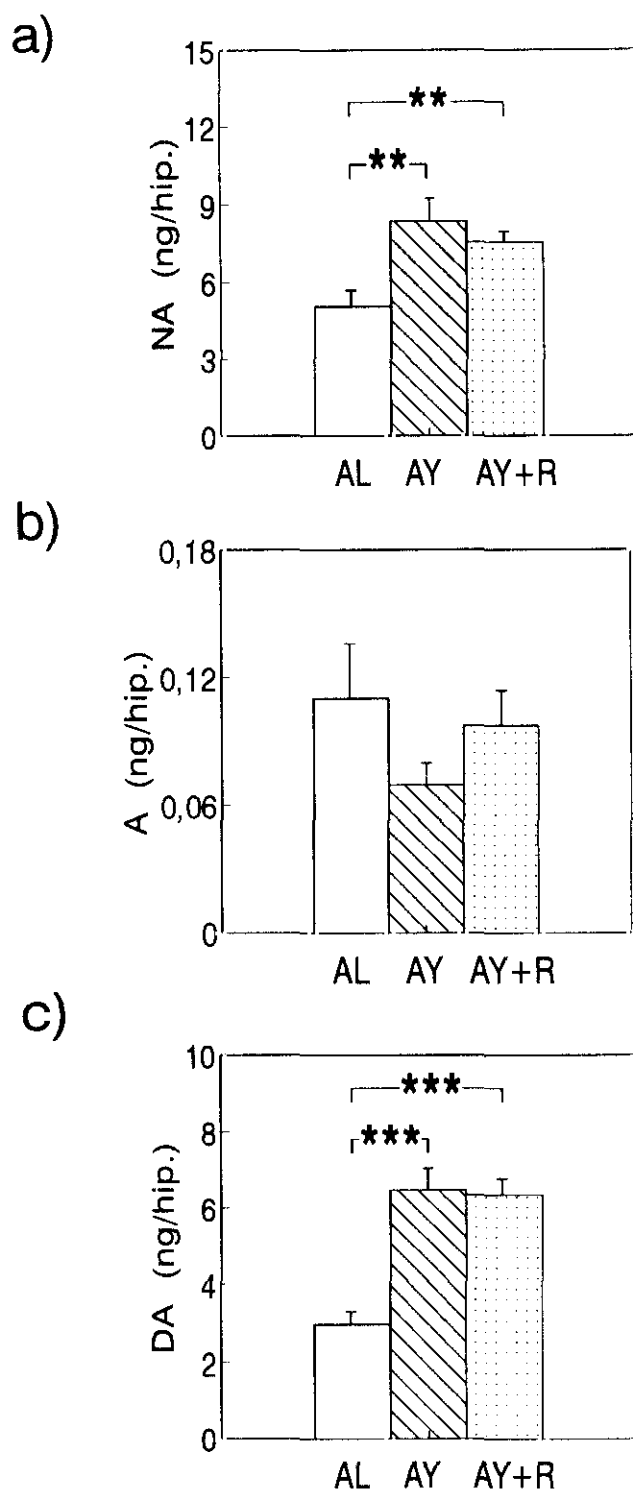 a)
15
12
9
6
3
0
NA (ng/hip.)
**
**
AL AY AY+R
b)
0,18
0,12
0,06
0
A (ng/hip.)
AL AY AY+R
c)
10
8
6
4
2
0
DA (ng/hip.)
***
***
AL AY AY+R